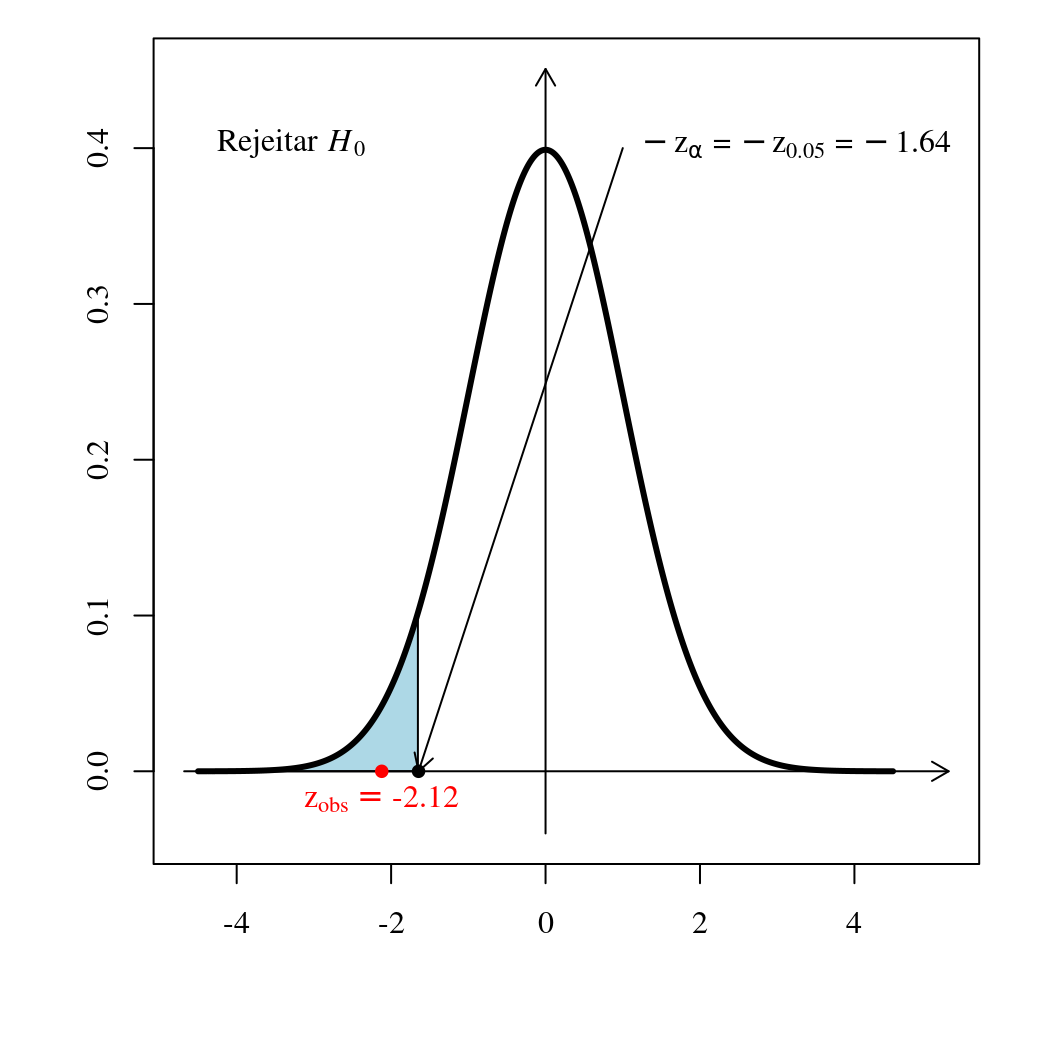 Rejeitar H0
− zα = − z0.05 = − 1.64
0.4
0.3
0.2
0.1
0.0
zobs = -2.12
-4 -2 0 2 4